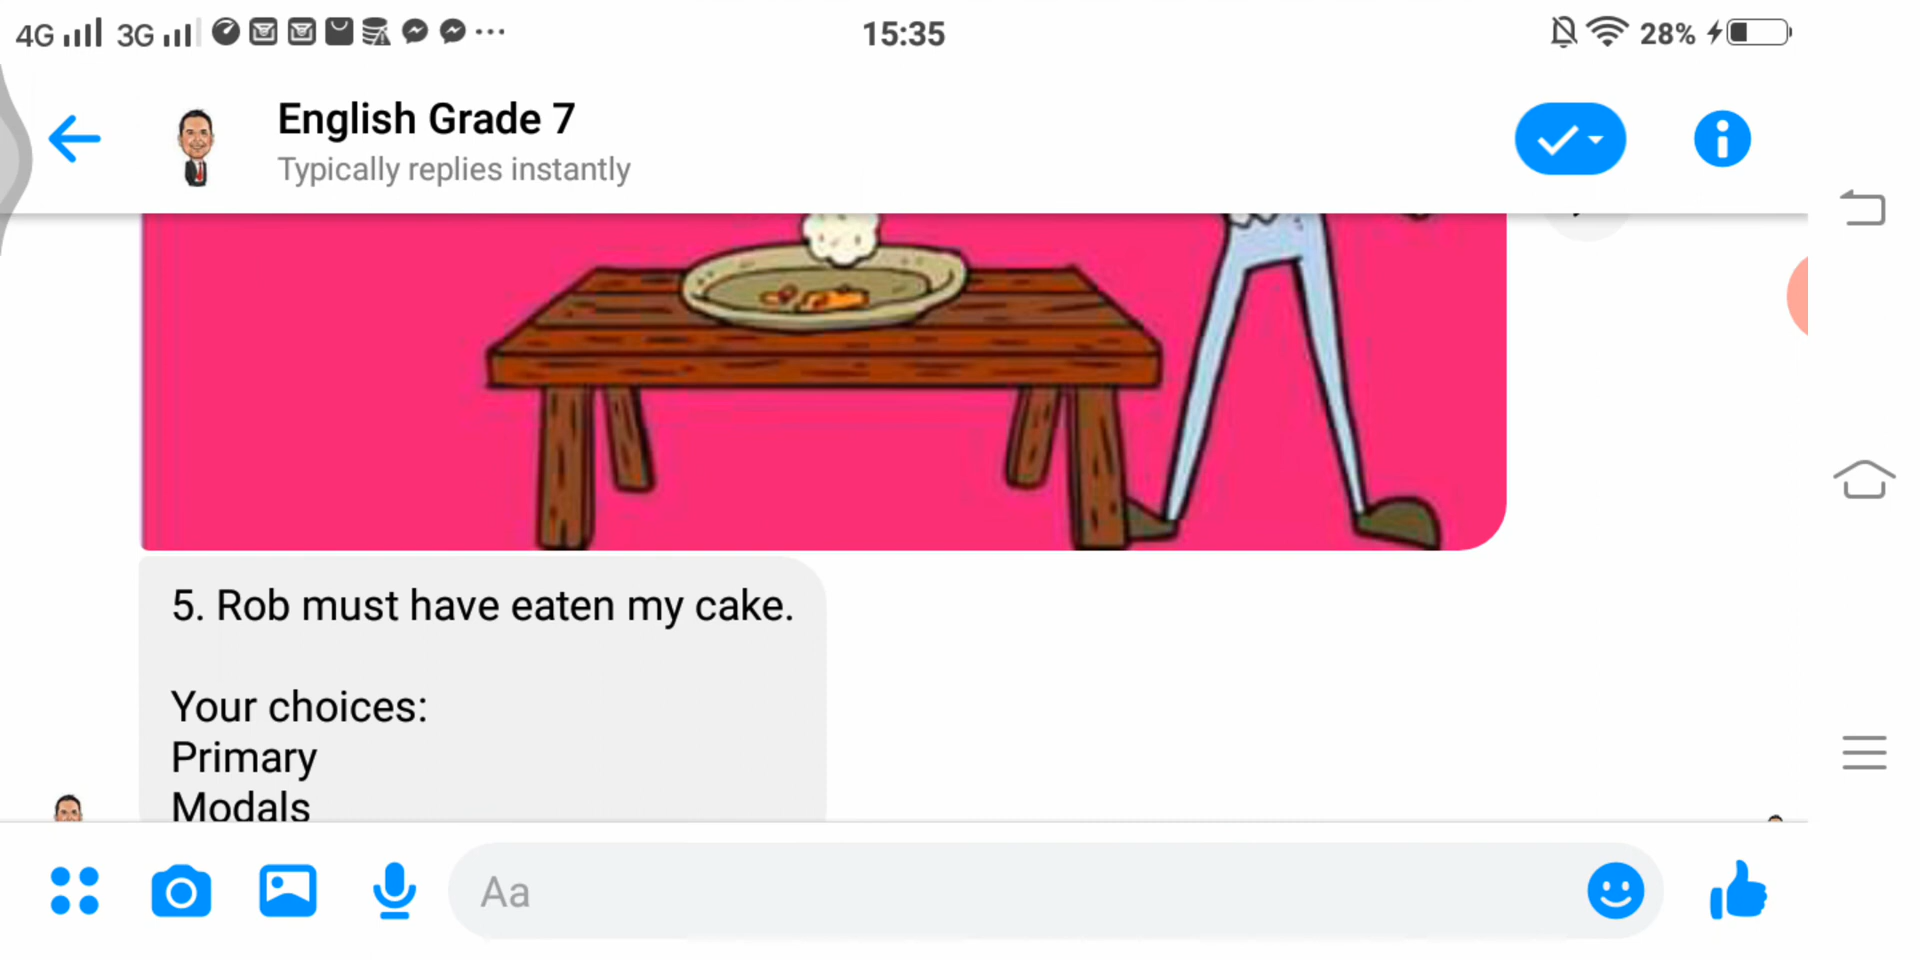 4G 3G 15:35 28%
English Grade 7
Typically replies instantly
5. Rob must have eaten my cake.
Your choices:
Primary
Modals
Aa